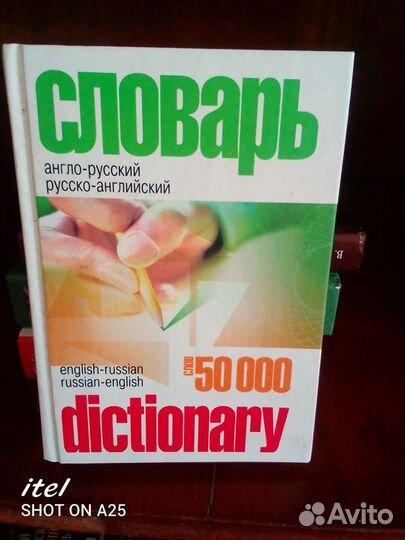 словарь
англо-русский
русско-английский
english-russian
russian-english
слов 50 000
dictionary
В.
itel
SHOT ON A25
Avito